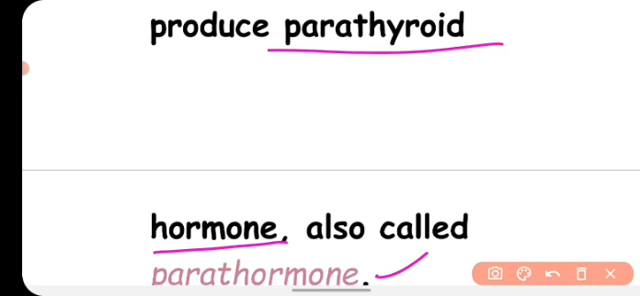 produce parathyroid
hormone, also called
parathormone.